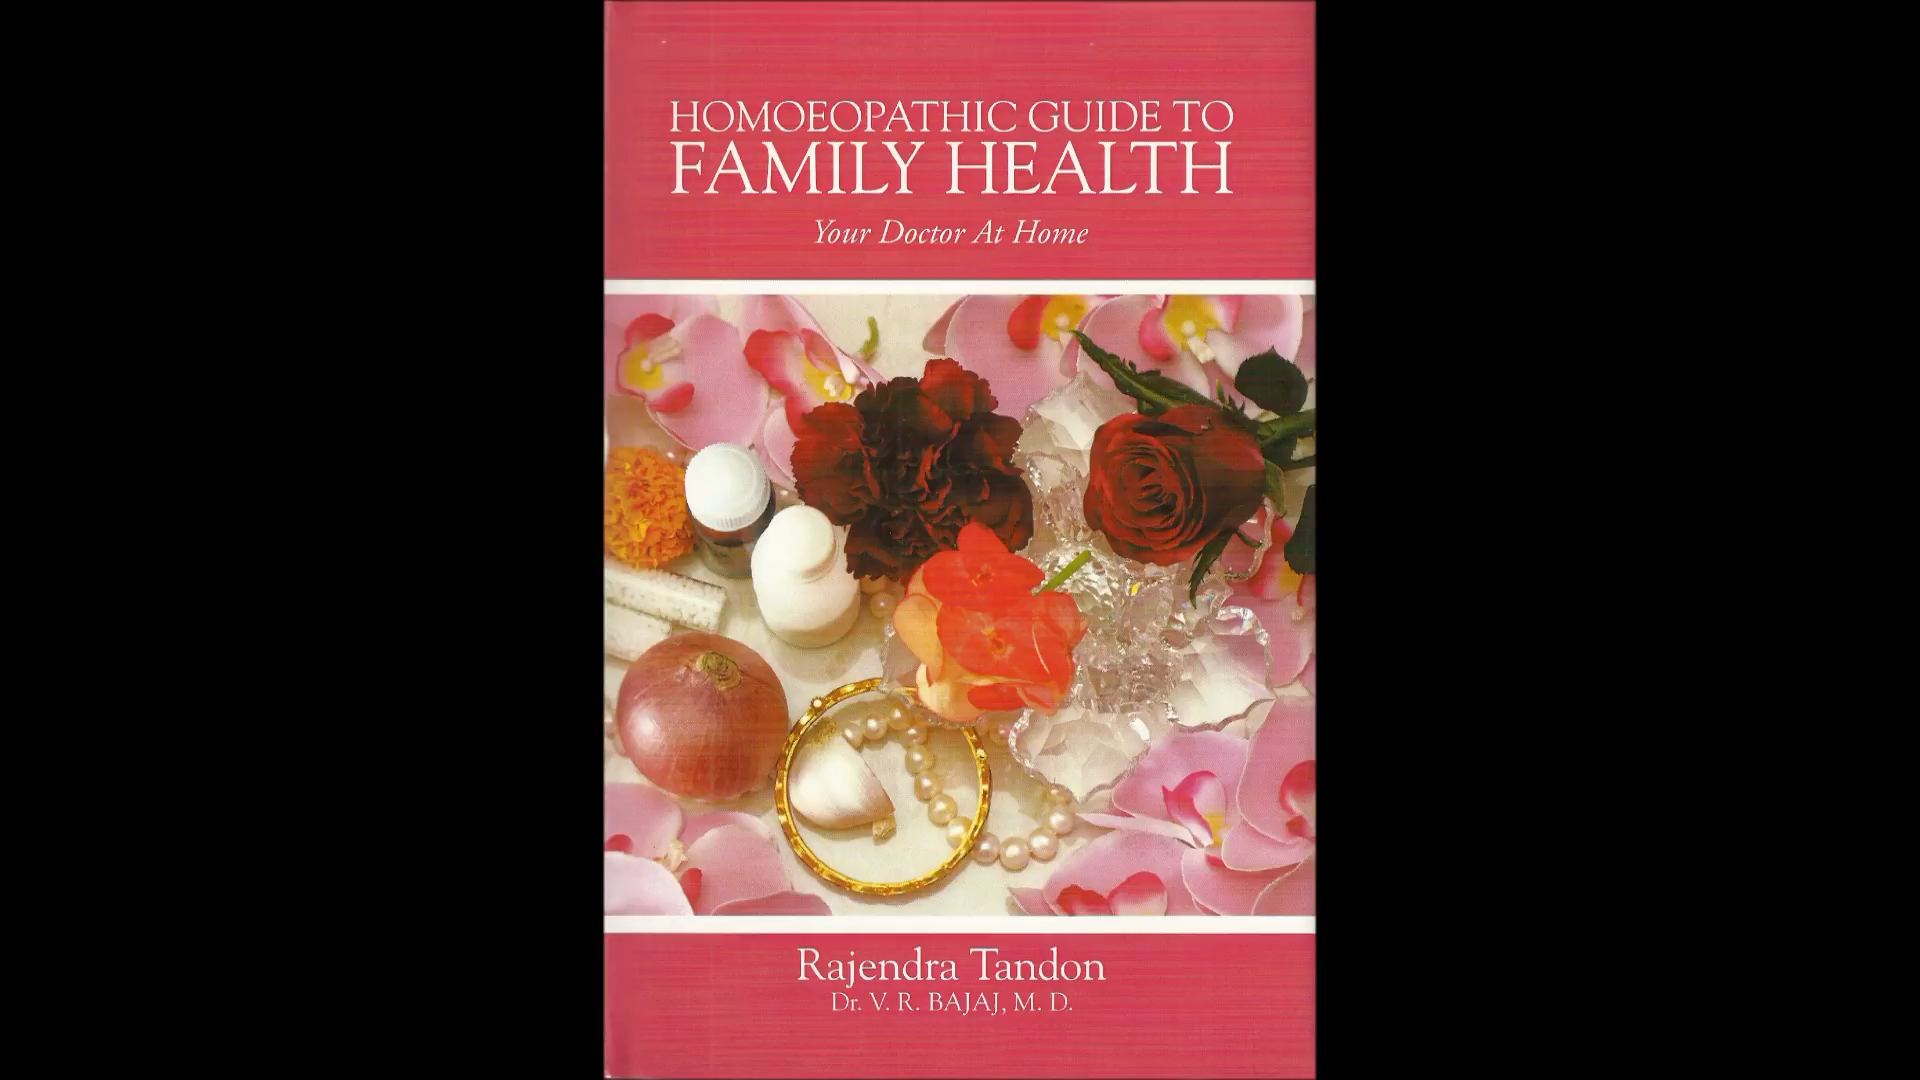 HOMOEOPATHIC GUIDE TO
FAMILY HEALTH
Your Doctor At Home
Rajendra Tandon
Dr. V. R. BAJAJ, M. D.